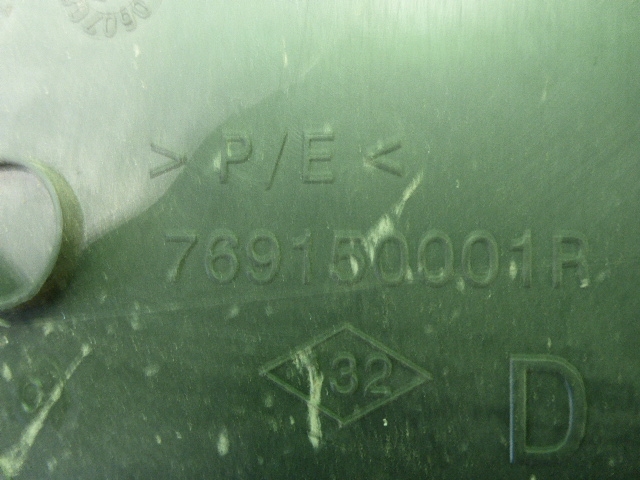 > P/E <
769150001R
32
D